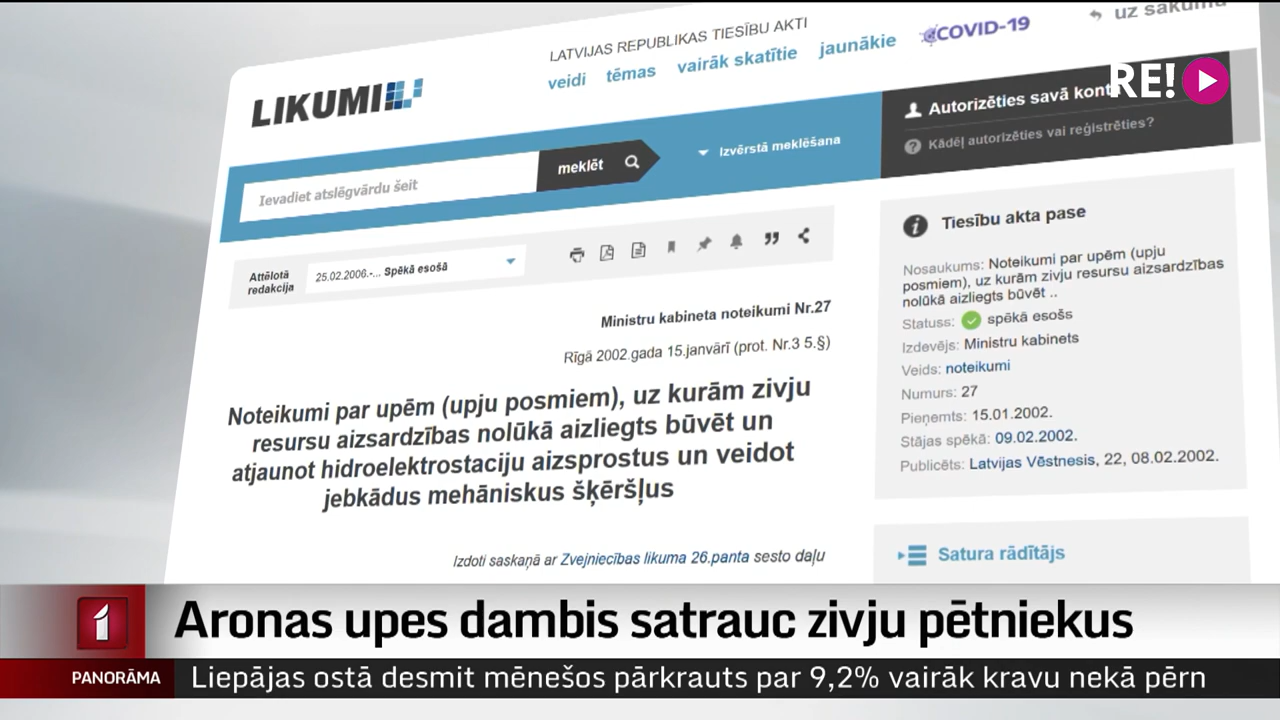 LATVIJAS REPUBLIKAS TIESĪBU AKTI
LIKUMI
veidi tēmas vairāk skatītie jaunākie
COVID-19
uz sākumu
RE!
Autorizēties savā kont
Kādēļ autorizēties vai reģistrēties?
Ievadiet atslēgvārdu šeit
meklēt
Izvērstā meklēšana
Attēlotā
redakcija
25.02.2006.-... Spēkā esošā
Ministru kabineta noteikumi Nr.27
Rīgā 2002.gada 15.janvārī (prot. Nr.3 5.§)
Noteikumi par upēm (upju posmiem), uz kurām zivju
resursu aizsardzības nolūkā aizliegts būvēt un
atjaunot hidroelektrostaciju aizsprostus un veidot
jebkādus mehāniskus šķēršļus
Izdoti saskaņā ar Zvejniecības likuma 26.panta sesto daļu
Tiesību akta pase
Nosaukums: Noteikumi par upēm (upju
posmiem), uz kurām zivju resursu aizsardzības
nolūkā aizliegts būvēt ..
Statuss: spēkā esošs
Izdevējs: Ministru kabinets
Veids: noteikumi
Numurs: 27
Pieņemts: 15.01.2002.
Stājas spēkā: 09.02.2002.
Publicēts: Latvijas Vēstnesis, 22, 08.02.2002.
Satura rādītājs
1
Aronas upes dambis satrauc zivju pētniekus
PANORĀMA
Liepājas ostā desmit mēnešos pārkrauts par 9,2% vairāk kravu nekā pērn